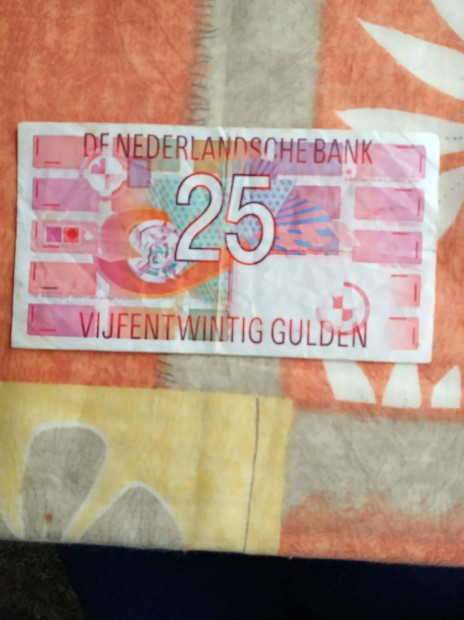 DE NEDERLANDSCHE BANK
25
VIJFENTWINTIG GULDEN